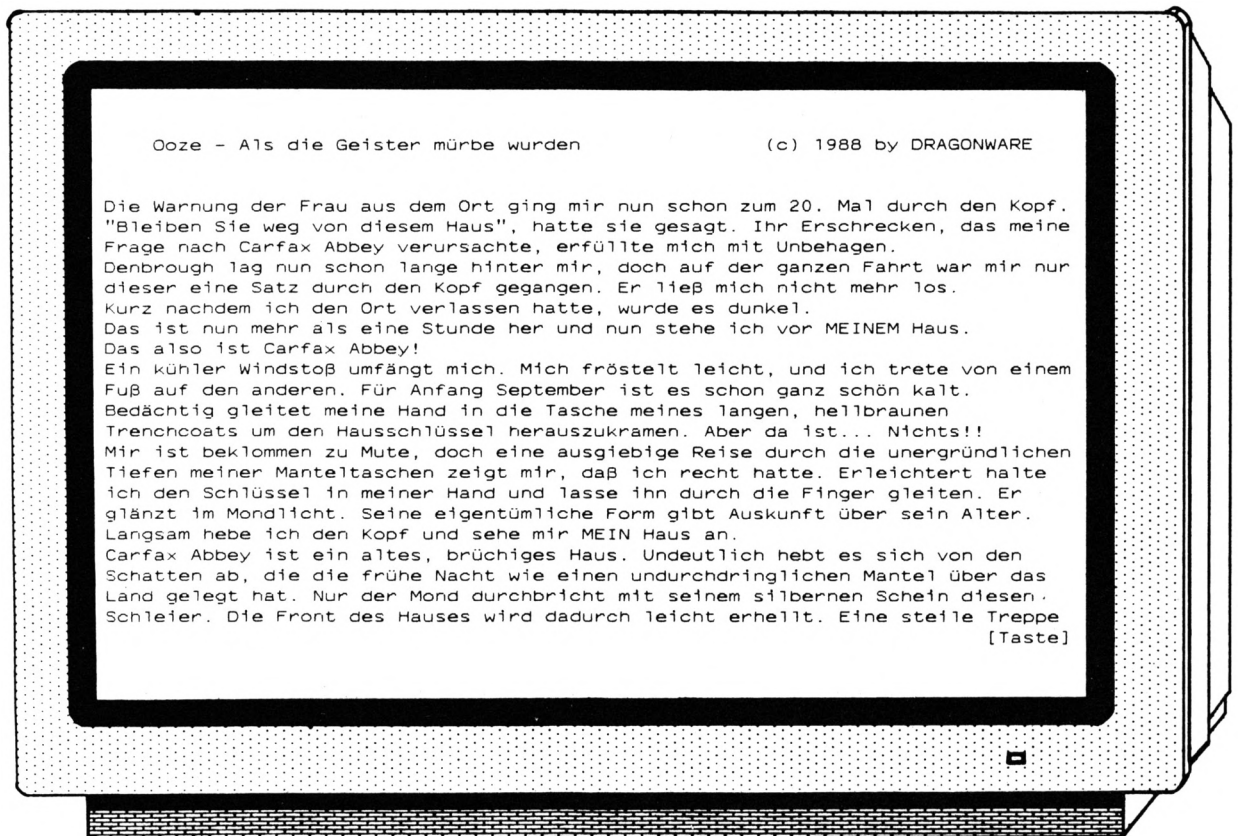 Ooze - Als die Geister mürbe wurden (c) 1988 by DRAGONWARE
Die Warnung der Frau aus dem Ort ging mir nun schon zum 20. Mal durch den Kopf.
"Bleiben Sie weg von diesem Haus", hatte sie gesagt. Ihr Erschrecken, das meine
Frage nach Carfax Abbey verursachte, erfüllte mich mit Unbehagen.
Denbrough lag nun schon lange hinter mir, doch auf der ganzen Fahrt war mir nur
dieser eine Satz durch den Kopf gegangen. Er ließ mich nicht mehr los.
Kurz nachdem ich den Ort verlassen hatte, wurde es dunkel.
Das ist nun mehr als eine Stunde her und nun stehe ich vor MEINEM Haus.
Das also ist Carfax Abbey!
Ein kühler Windstoß umfängt mich. Mich fröstelt leicht, und ich trete von einem
Fuß auf den anderen. Für Anfang September ist es schon ganz schön kalt.
Bedächtig gleitet meine Hand in die Tasche meines langen, hellbraunen
Trenchcoats um den Hausschlüssel herauszukramen. Aber da ist... Nichts!!
Mir ist beklommen zu Mute, doch eine ausgiebige Reise durch die unergründlichen
Tiefen meiner Manteltaschen zeigt mir, daß ich recht hatte. Erleichtert halte
ich den Schlüssel in meiner Hand und lasse ihn durch die Finger gleiten. Er
glänzt im Mondlicht. Seine eigentümliche Form gibt Auskunft über sein Alter.
Langsam hebe ich den Kopf und sehe mir MEIN Haus an.
Carfax Abbey ist ein altes, brüchiges Haus. Undeutlich hebt es sich von den
Schatten ab, die die frühe Nacht wie einen undurchdringlichen Mantel über das
Land gelegt hat. Nur der Mond durchbricht mit seinem silbernen Schein diesen
Schleier. Die Front des Hauses wird dadurch leicht erhellt. Eine steile Treppe
[Taste]